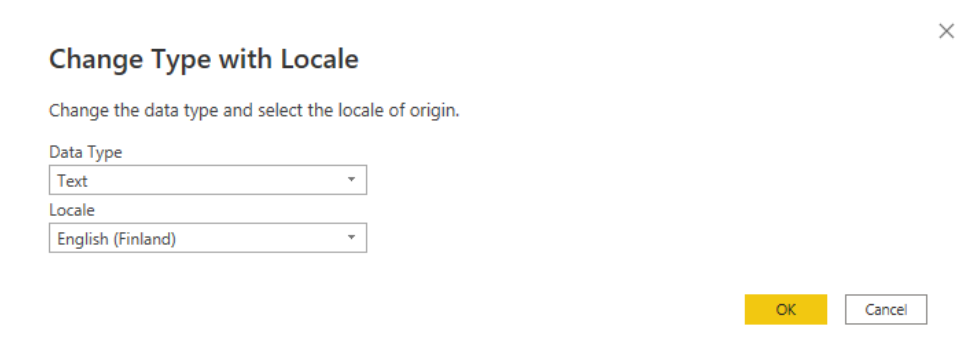 Change Type with Locale
Change the data type and select the locale of origin.
Data Type
Text
Locale
English (Finland)
OK Cancel